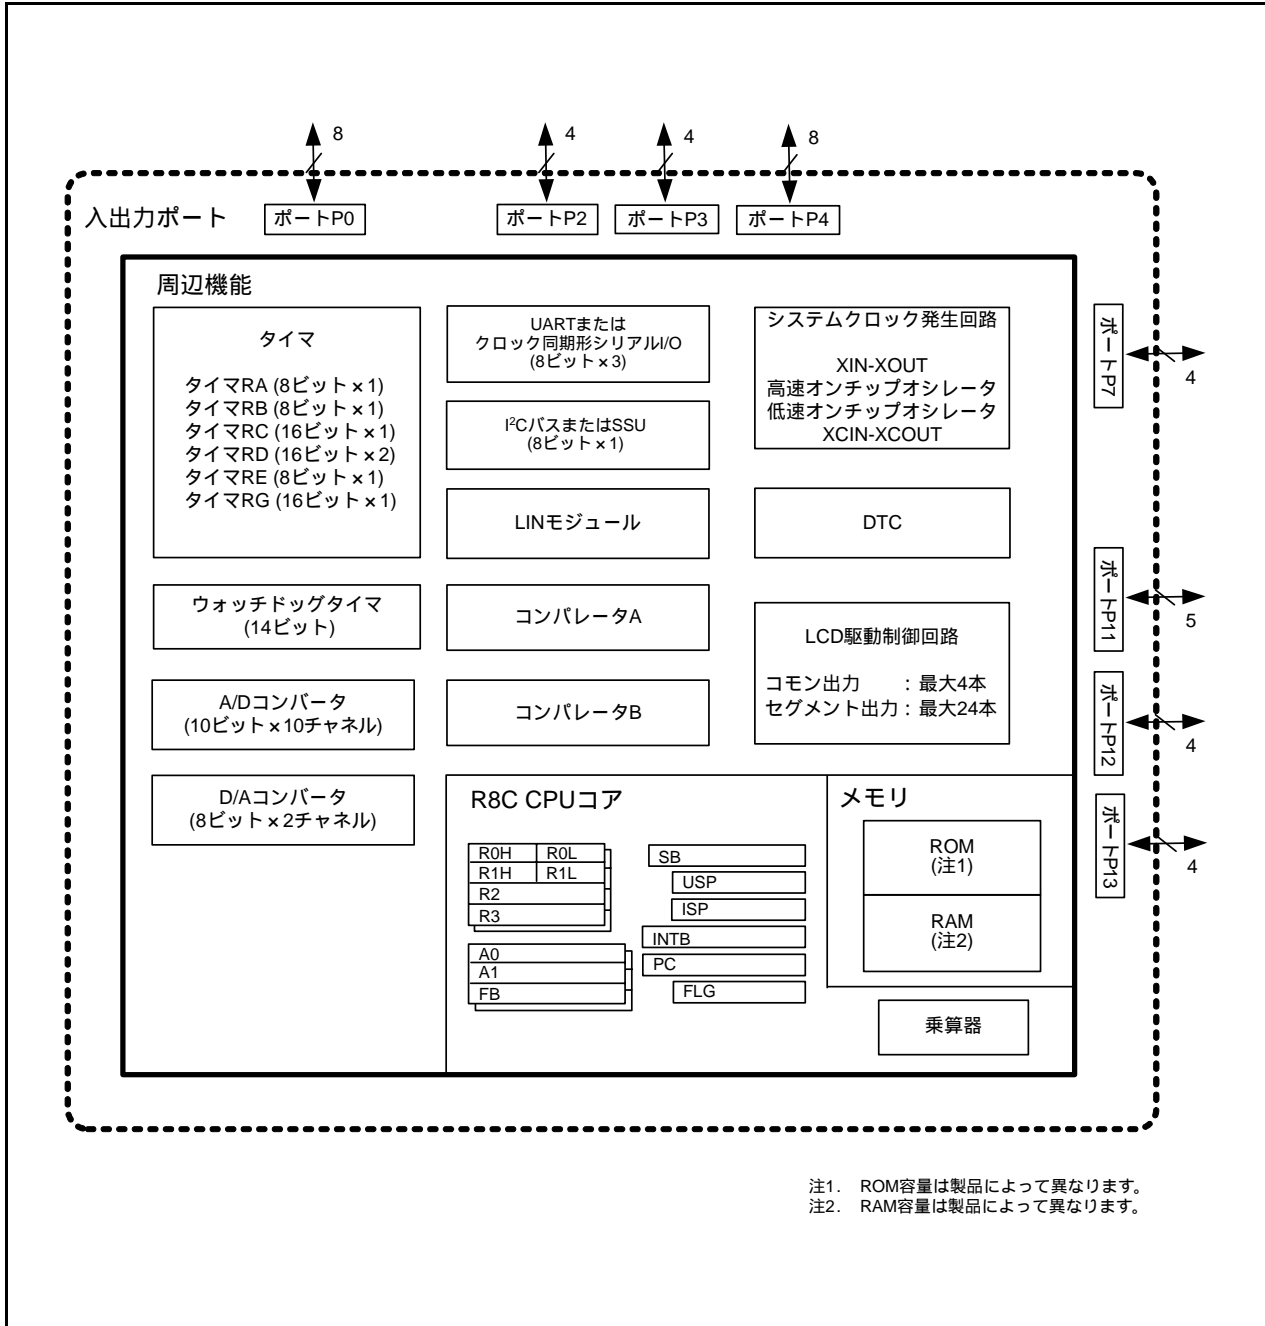 8
4
4
8
入出力ポート
ポートP0
ポートP2
ポートP3
ポートP4
周辺機能
タイマ
タイマRA (8ビット×1)
タイマRB (8ビット×1)
タイマRC (16ビット×1)
タイマRD (16ビット×2)
タイマRE (8ビット×1)
タイマRG (16ビット×1)
ウォッチドッグタイマ
(14ビット)
A/Dコンバータ
(10ビット×10チャネル)
D/Aコンバータ
(8ビット×2チャネル)
UARTまたは
クロック同期形シリアルI/O
(8ビット×3)
I²CバスまたはSSU
(8ビット×1)
LINモジュール
コンパレータA
コンパレータB
システムクロック発生回路
XIN-XOUT
高速オンチップオシレータ
低速オンチップオシレータ
XCIN-XCOUT
DTC
LCD駆動制御回路
コモン出力 : 最大4本
セグメント出力 : 最大24本
R8C CPUコア
R0H R0L
R1H R1L
R2
R3
A0
A1
FB
SB
USP
ISP
INTB
PC
FLG
メモリ
ROM
(注1)
RAM
(注2)
乗算器
ポートP7
4
ポートP11
5
ポートP12
4
ポートP13
4
注1. ROM容量は製品によって異なります。
注2. RAM容量は製品によって異なります。